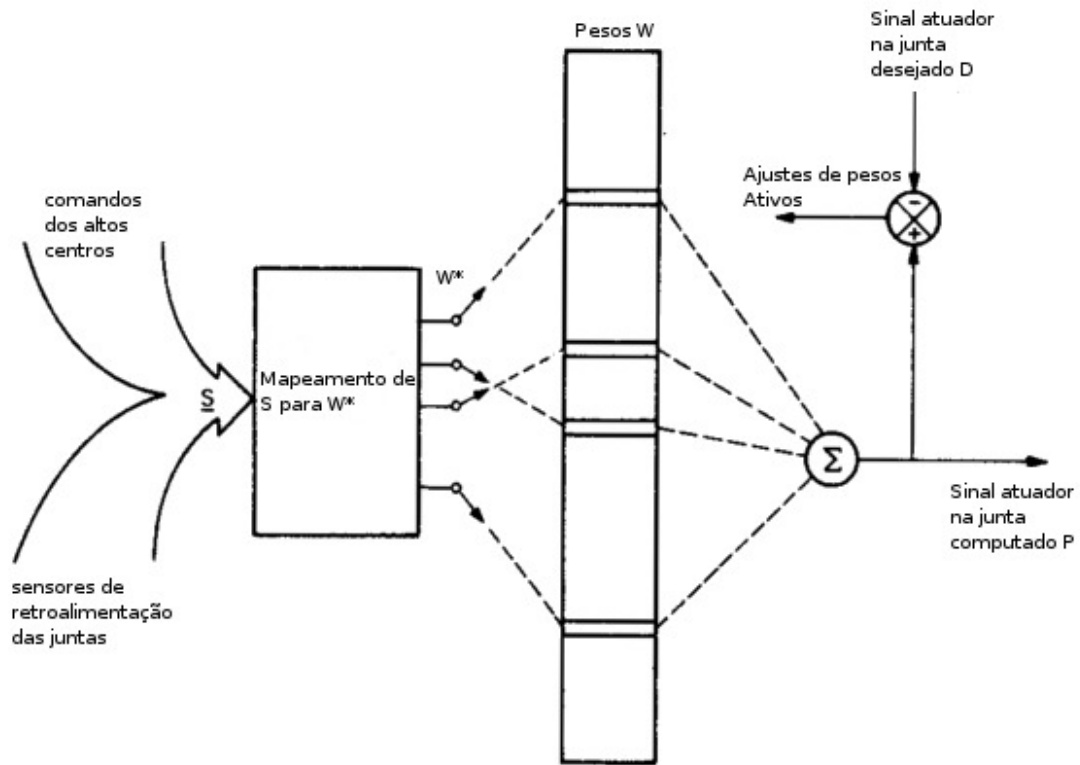 Pesos W
Sinal atuador
na junta
desejado D
Ajustes de pesos
Ativos
-
+
comandos
dos altos
centros
W*
S
Mapeamento de
S para W*
Σ
Sinal atuador
na junta
computado P
sensores de
retroalimentação
das juntas